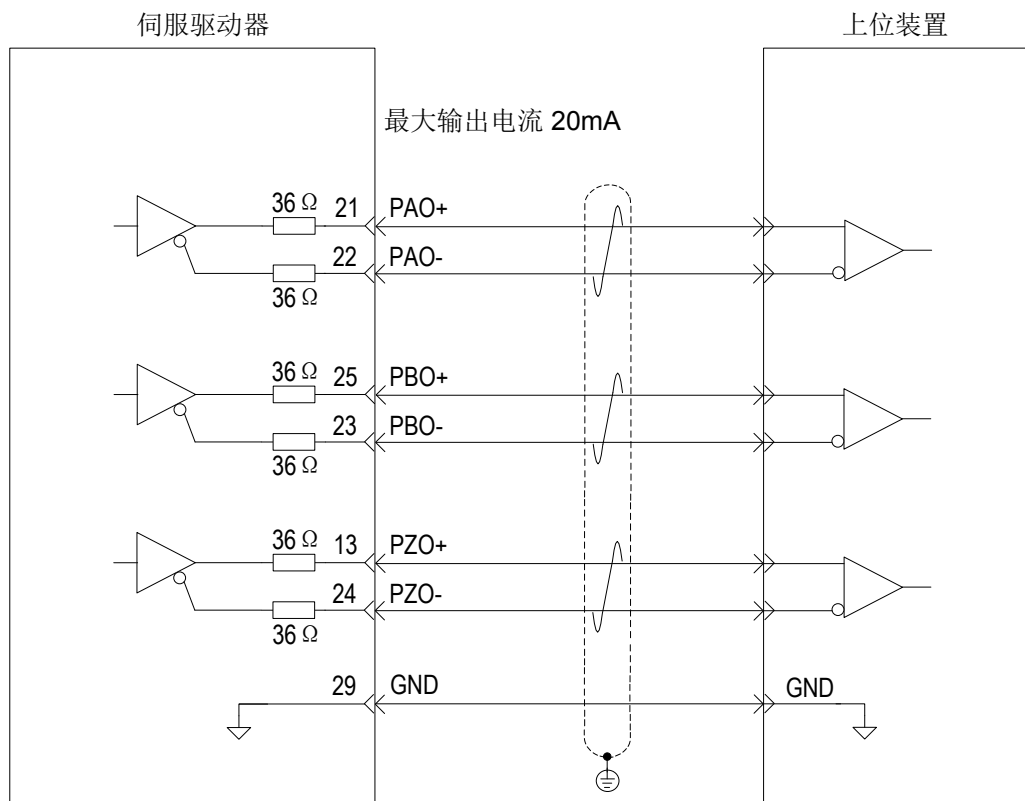 伺服驱动器
上位装置
最大输出电流 20mA
36 Ω
21
PAO+
22
PAO-
36 Ω
36 Ω
25
PBO+
23
PBO-
36 Ω
36 Ω
13
PZO+
24
PZO-
36 Ω
29
GND
GND